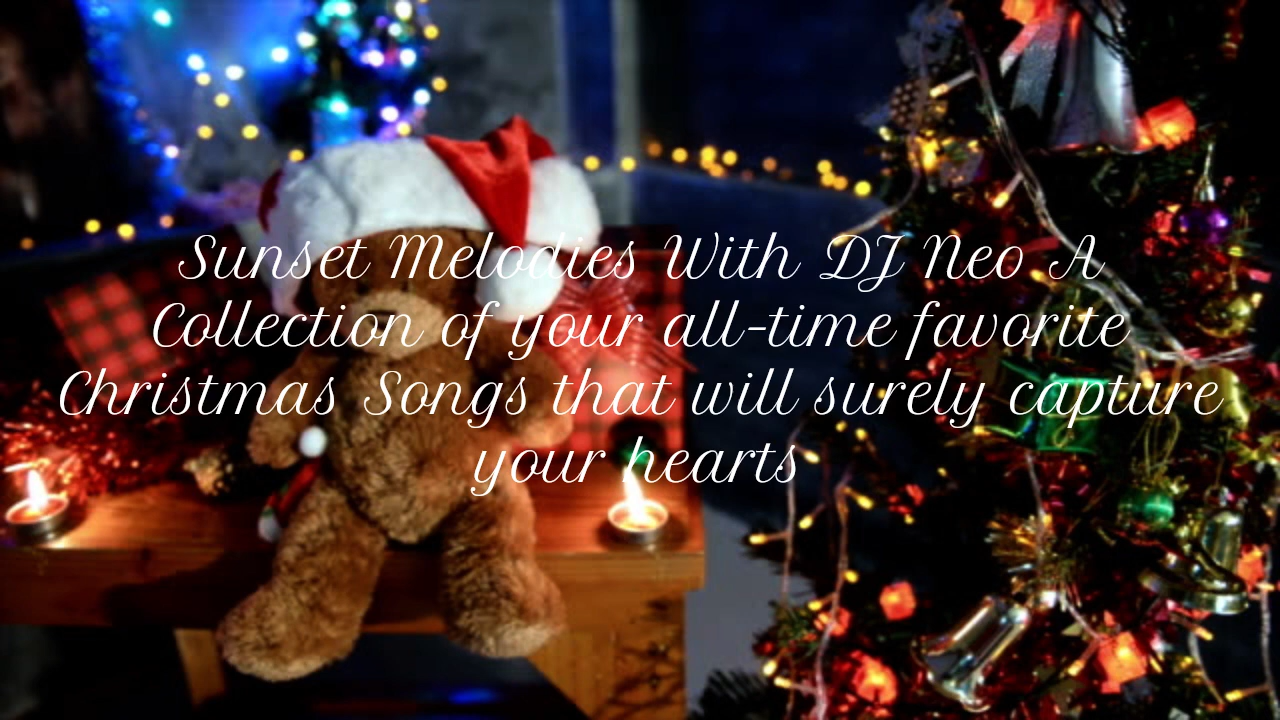 Sunset Melodies With DJ Neo A
Collection of your all-time favorite
Christmas Songs that will surely capture
your hearts